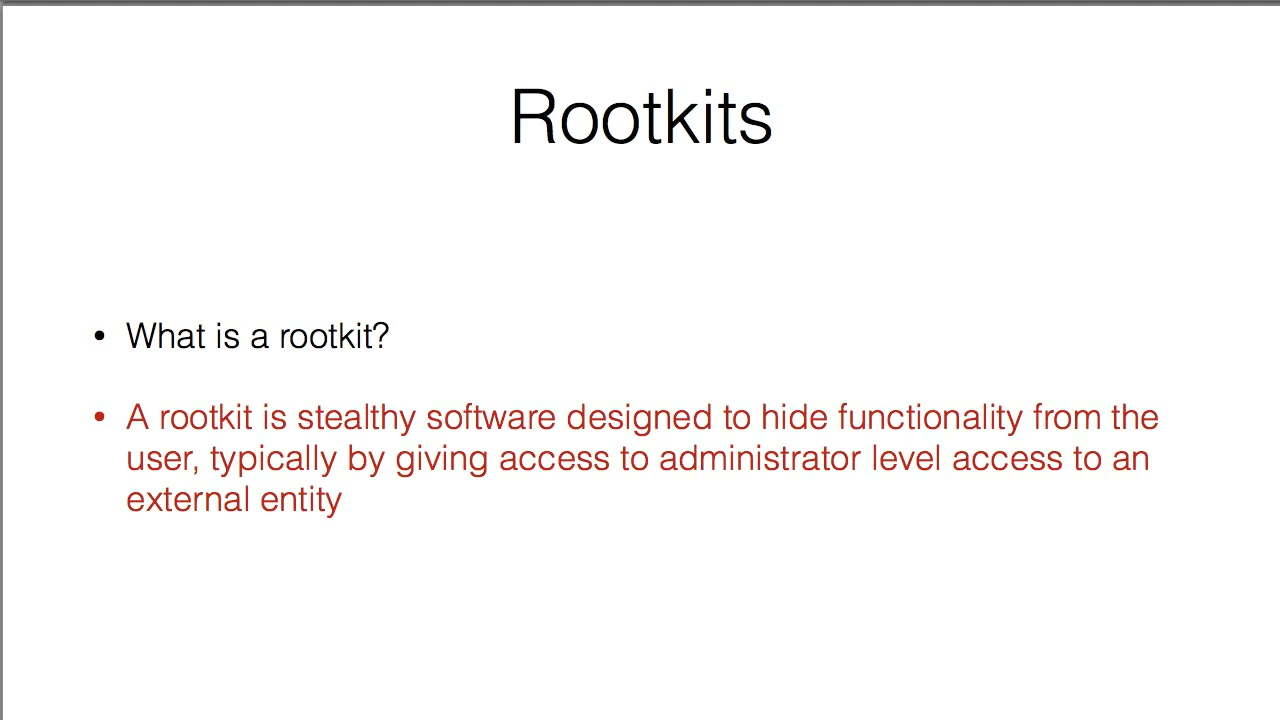 Rootkits
• What is a rootkit?
• A rootkit is stealthy software designed to hide functionality from the
user, typically by giving access to administrator level access to an
external entity